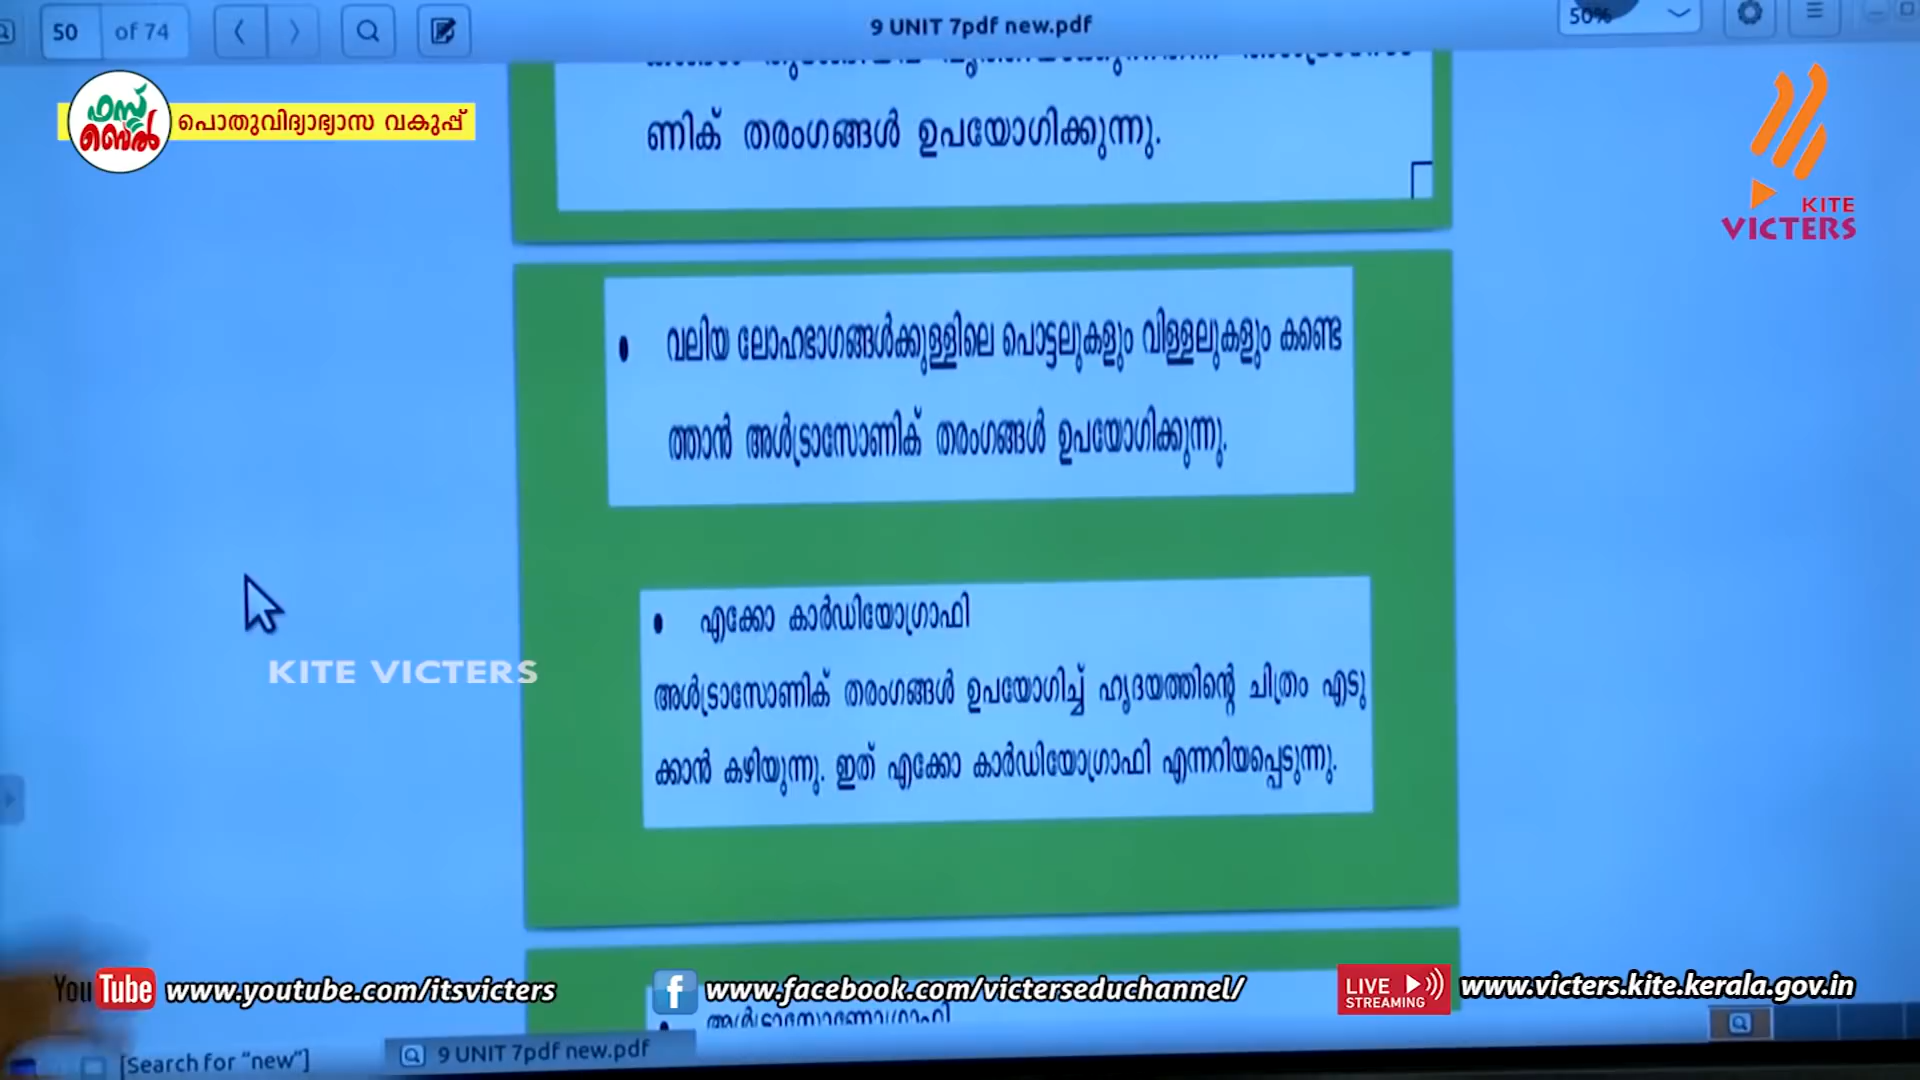 50 of 74
9 UNIT 7pdf new.pdf
50%
ഫസ്റ്റ്
ബെൽ
പൊതുവിദ്യാഭ്യാസ വകുപ്പ്
KITE
VICTERS
ണിക് തരംഗങ്ങൾ ഉപയോഗിക്കുന്നു.
• വലിയ ലോഹഭാഗങ്ങൾക്കുള്ളിലെ പൊട്ടലുകളും വിള്ളലുകളും കണ്ടെ
ത്താൻ അൾട്രാസോണിക് തരംഗങ്ങൾ ഉപയോഗിക്കുന്നു.
• എക്കോ കാർഡിയോഗ്രാഫി
അൾട്രാസോണിക് തരംഗങ്ങൾ ഉപയോഗിച്ച് ഹൃദയത്തിന്റെ ചിത്രം എടു
ക്കാൻ കഴിയുന്നു. ഇത് എക്കോ കാർഡിയോഗ്രാഫി എന്നറിയപ്പെടുന്നു.
KITE VICTERS
• അൾട്രാസോണോഗ്രാഫി
You Tube www.youtube.com/itsvicters
f www.facebook.com/victerseduchannel/
LIVE STREAMING www.victers.kite.kerala.gov.in
[Search for “new”]
9 UNIT 7pdf new.pdf